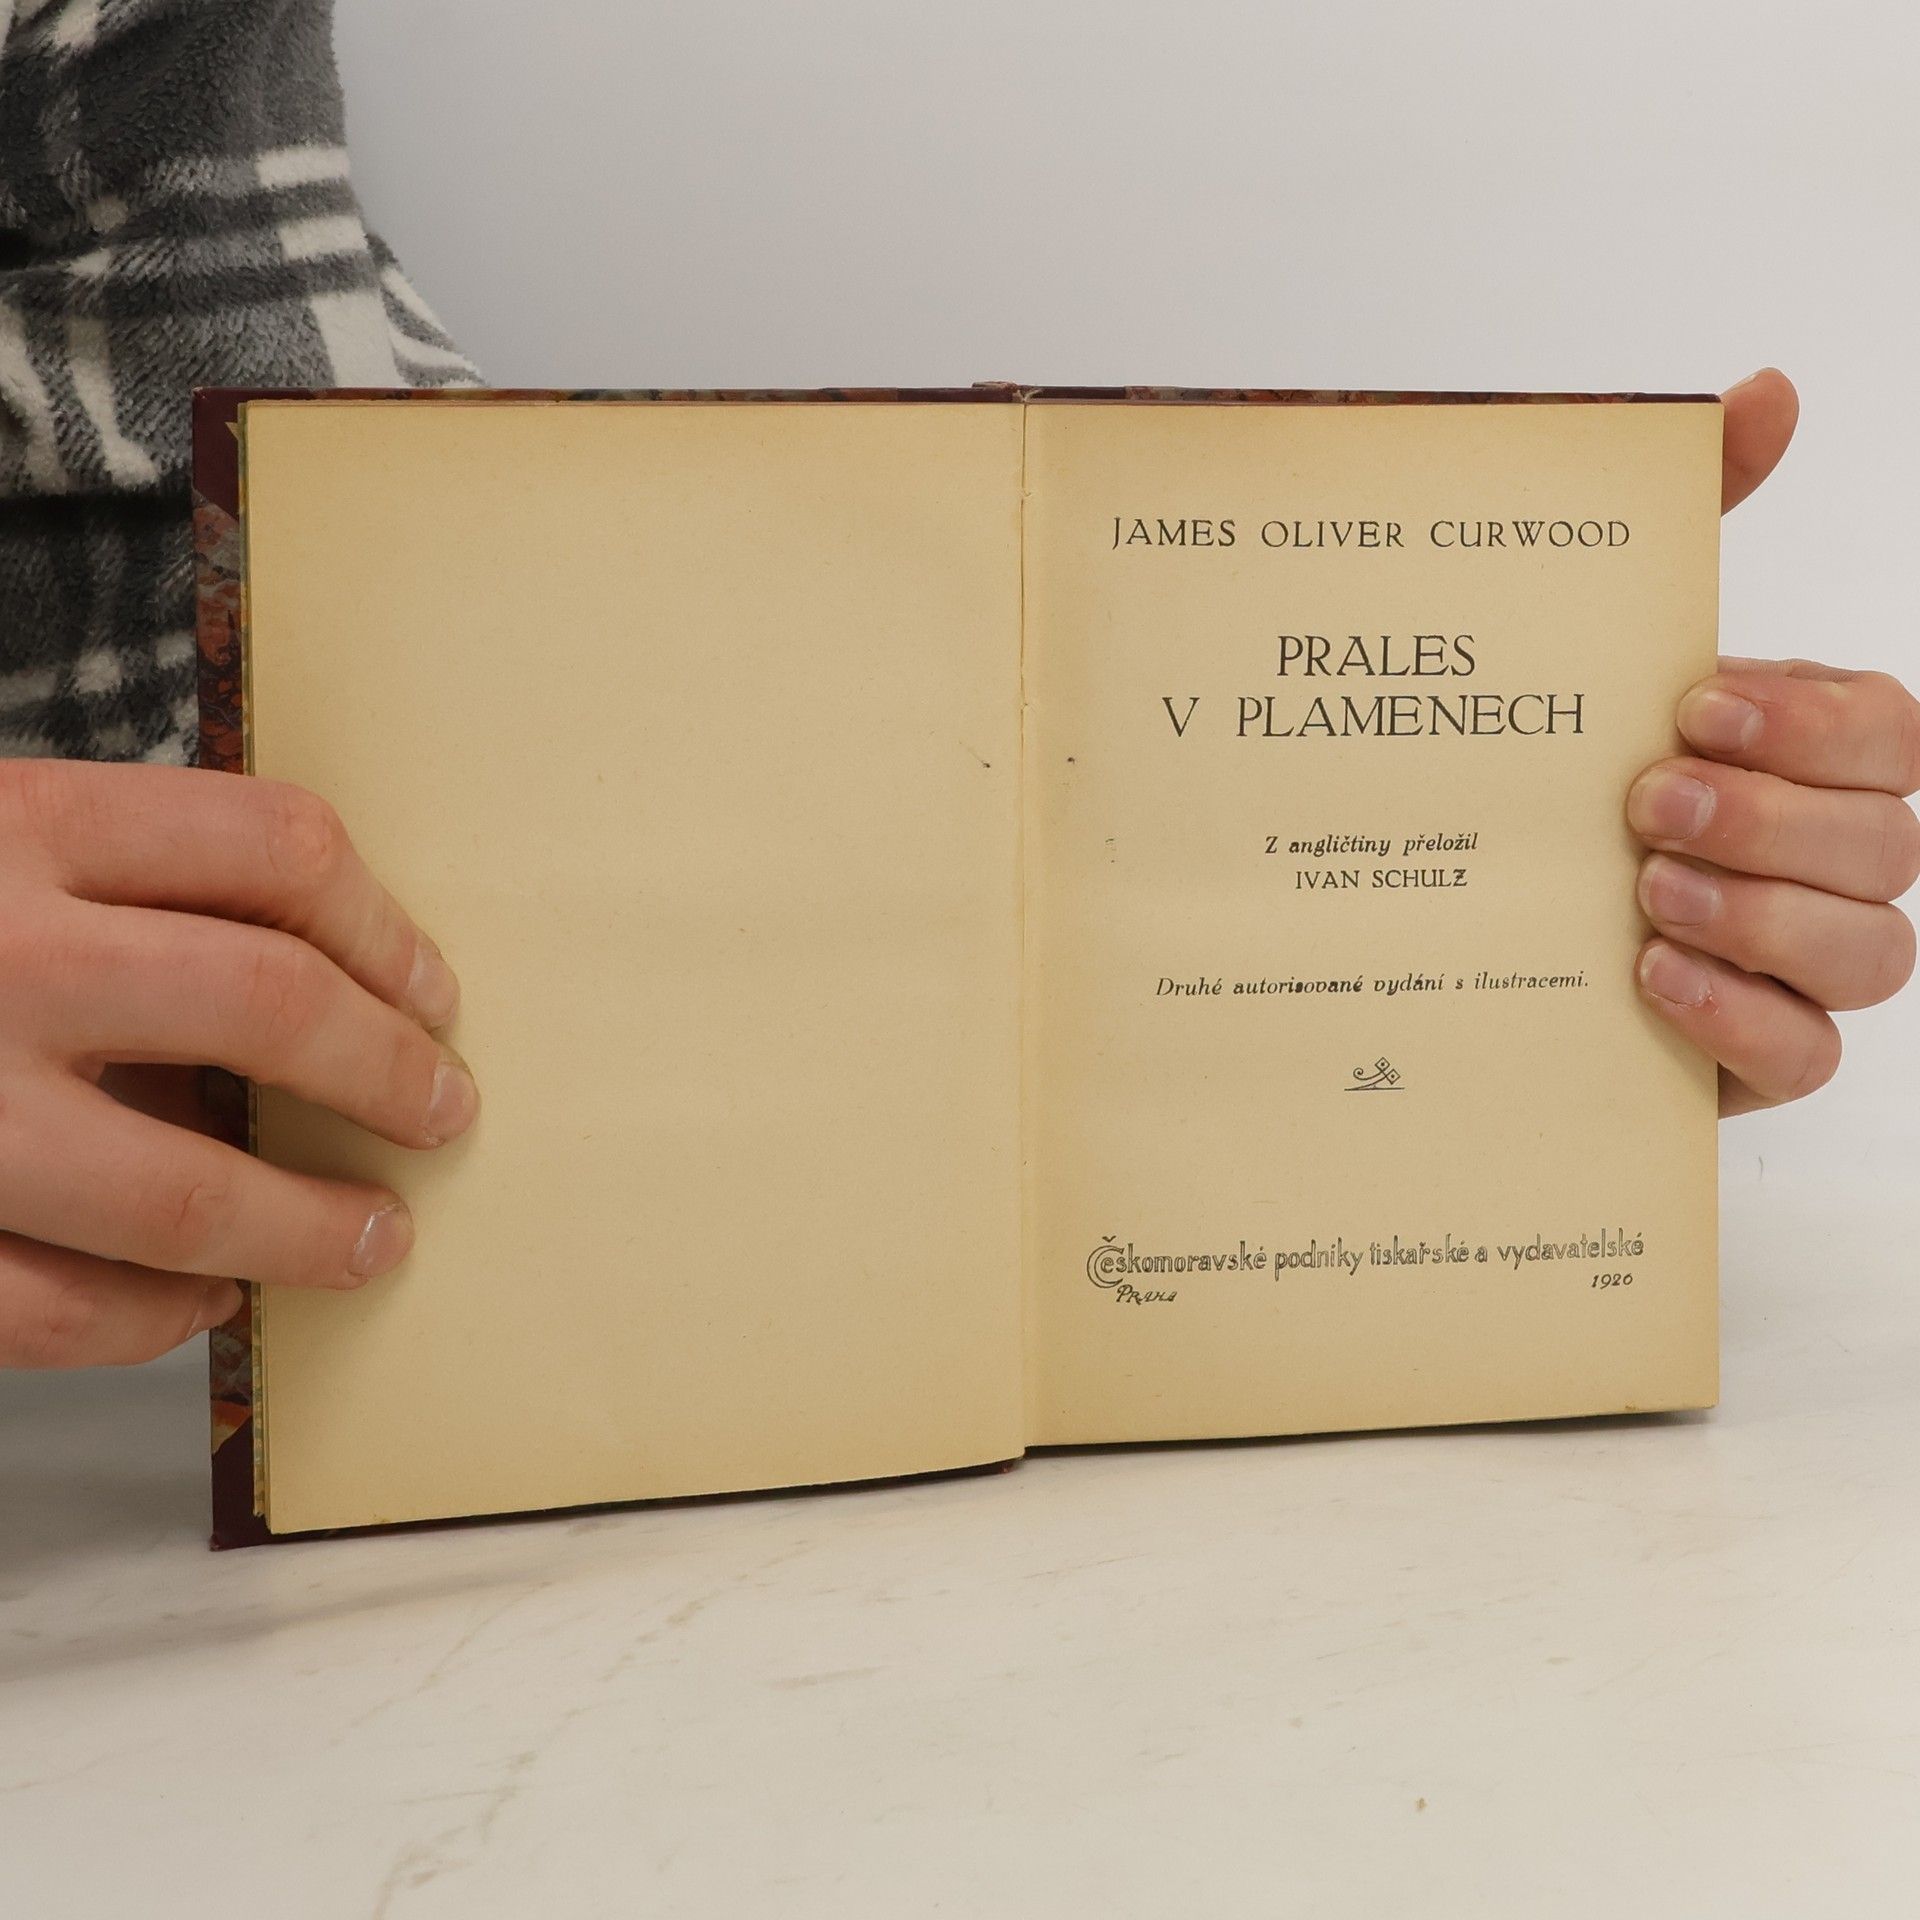 JAMES OLIVER CURWOOD
PRALES
V PLAMENECH
Z angličtiny přeložil
IVAN SCHULZ
Druhé autorisované vydání s ilustracemi.
Českomoravské podniky tiskařské a vydavatelské
PRAHA 1926